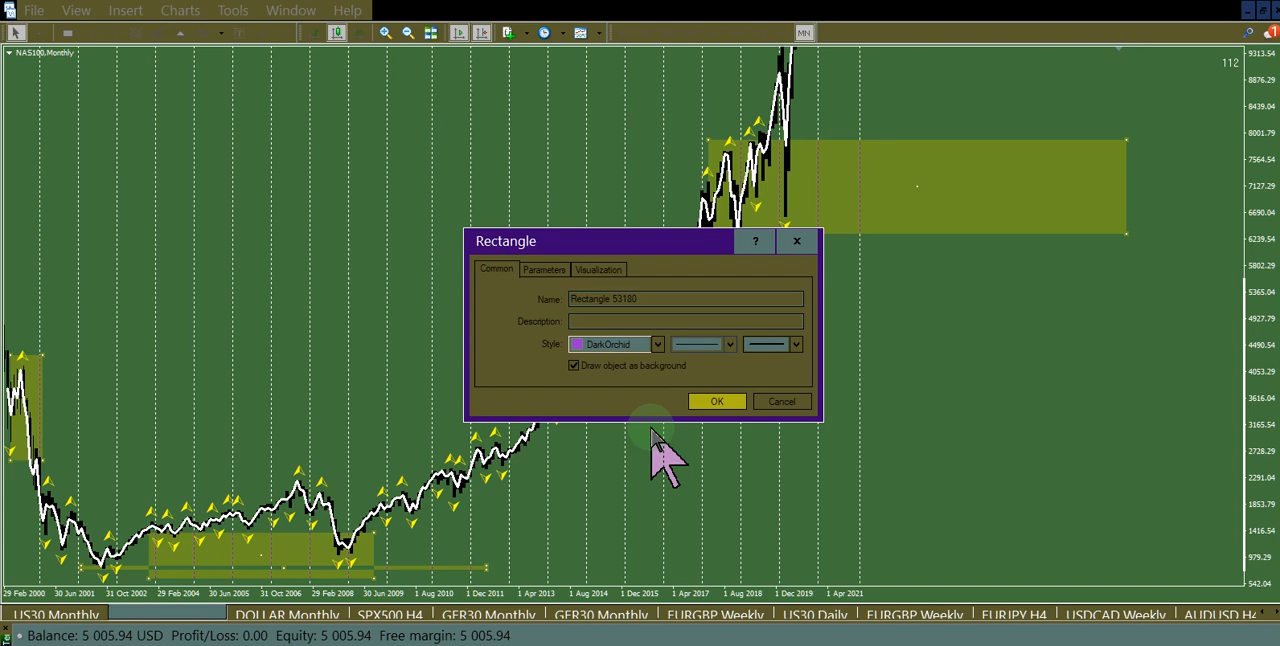 File View Insert Charts Tools Window Help
MN
1
NAS100,Monthly
112
9313.54
8876.29
8439.04
8001.79
7564.54
7127.29
6690.04
6239.54
5802.29
5365.04
4927.79
4490.54
4053.29
3616.04
3165.54
2728.29
2291.04
1853.79
1416.54
979.29
542.04
Rectangle
? x
Common Parameters Visualization
Name: Rectangle 53180
Description:
Style: DarkOrchid
Draw object as background
OK Cancel
29 Feb 2000 30 Jun 2001 31 Oct 2002 29 Feb 2004 30 Jun 2005 31 Oct 2006 29 Feb 2008 30 Jun 2009 1 Aug 2010 1 Dec 2011 1 Apr 2013 1 Aug 2014 1 Dec 2015 1 Apr 2017 1 Aug 2018 1 Dec 2019 1 Apr 2021
US30 Monthly DOLLAR Monthly SPX500 H4 GER30 Monthly GER30 Monthly EURGBP Weekly US30 Daily EURGBP Weekly EURJPY H4 USDCAD Weekly AUDUSD H4
Balance: 5 005.94 USD Profit/Loss: 0.00 Equity: 5 005.94 Free margin: 5 005.94